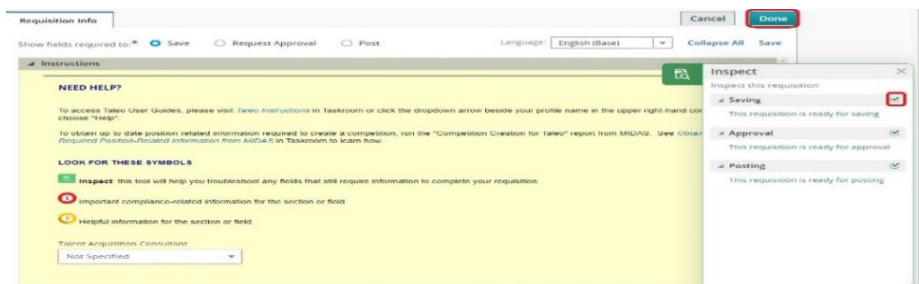 Requisition Info
Cancel
Done
Show fields required to:* Save Request Approval Post
Language: English (Base)
Collapse All Save
Instructions
NEED HELP?
To access Taleo User Guides, please visit Taleo Instructions in Taskroom or click the dropdown arrow beside your profile name in the upper right-hand cor
choose "Help".
To obtain up to date position related information required to create a competition, run the "Competition Creation for Taleo" report from MIDAS. See Obtai
Required Position-Related Information from MIDAS in Taskroom to learn how.
LOOK FOR THESE SYMBOLS
Inspect: this tool will help you troubleshoot any fields that still require information to complete your requisition.
Important compliance-related information for the section or field
Helpful information for the section or field.
Talent Acquisition Consultant
Not Specified
Inspect
Inspect this requisition
Saving
This requisition is ready for saving
Approval
This requisition is ready for approval
Posting
This requisition is ready for posting